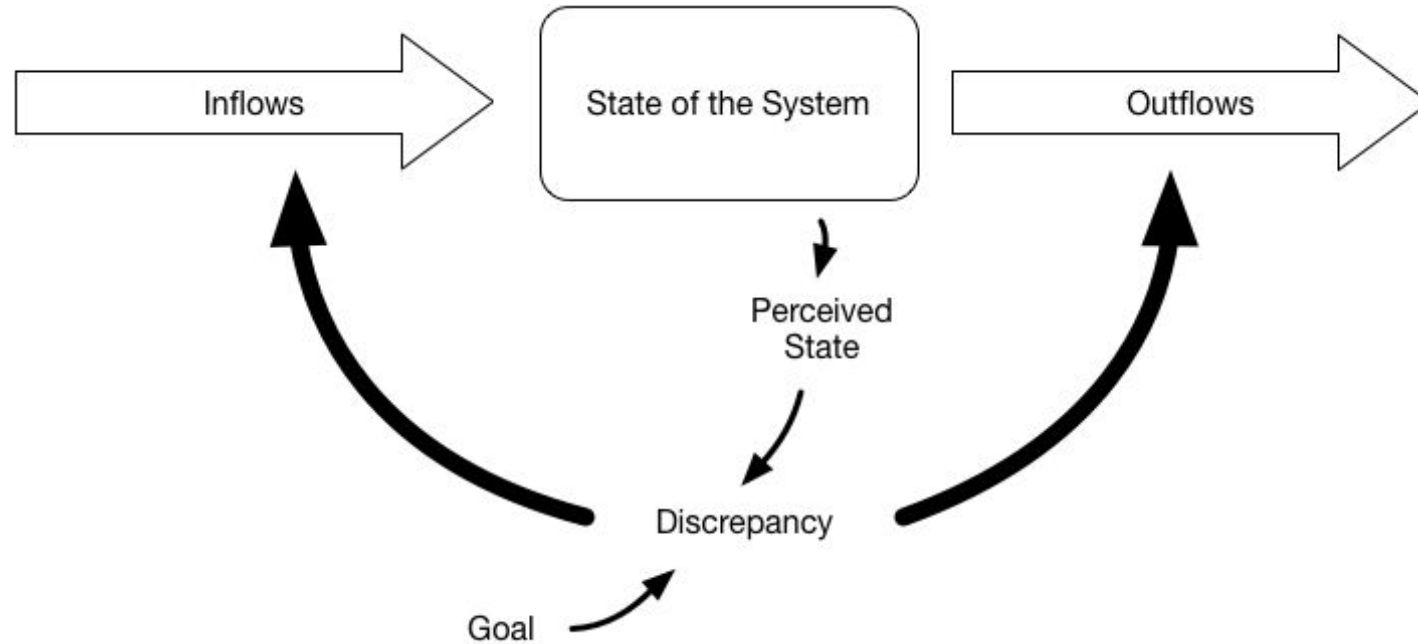 Inflows
State of the System
Outflows
Perceived
State
Discrepancy
Goal